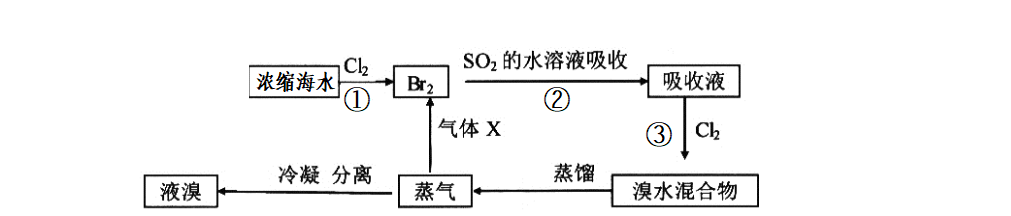 SO₂ 的水溶液吸收
Cl₂
浓缩海水
Br₂
吸收液
①
②
③
Cl₂
气体 X
冷凝 分离
蒸馏
液溴
蒸气
溴水混合物